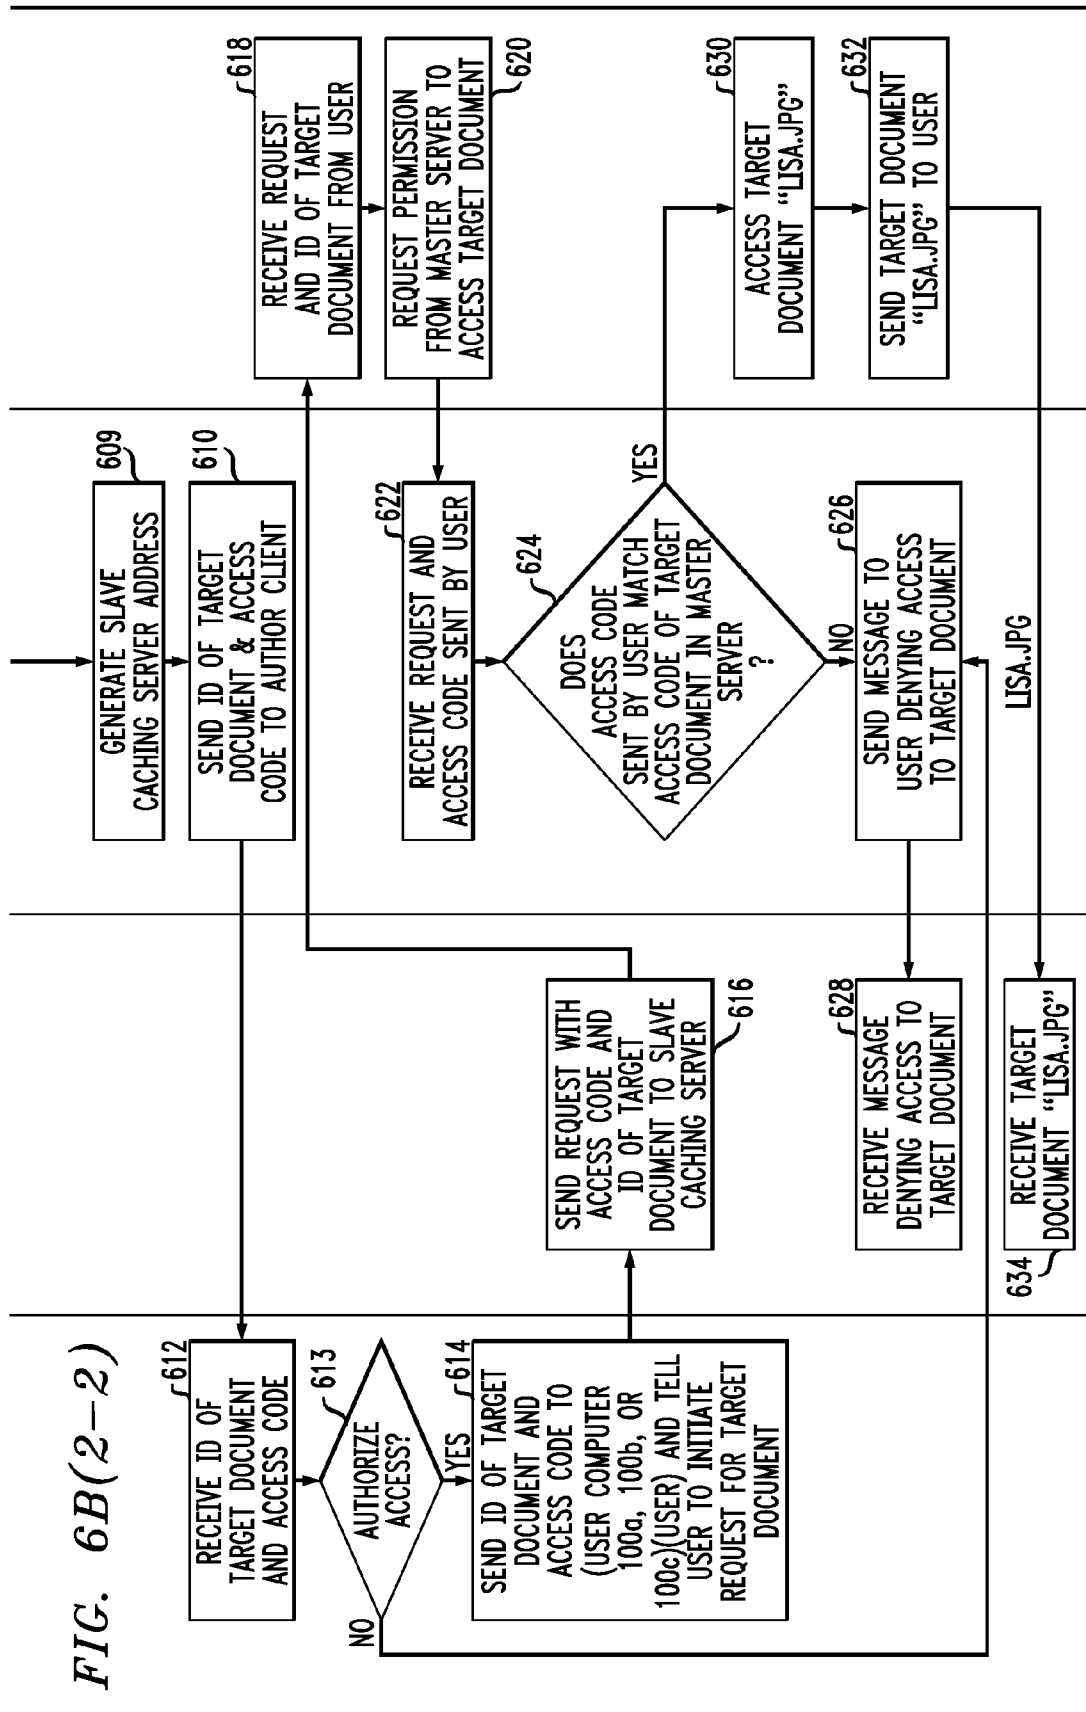 FIG. 6B(2-2)
612
RECEIVE ID OF
TARGET DOCUMENT
AND ACCESS CODE
613
AUTHORIZE
ACCESS?
NO
YES
614
SEND ID OF TARGET
DOCUMENT AND
ACCESS CODE TO
(USER COMPUTER
100a, 100b, OR
100c)(USER) AND TELL
USER TO INITIATE
REQUEST FOR TARGET
DOCUMENT
SEND REQUEST WITH
ACCESS CODE AND
ID OF TARGET
DOCUMENT TO SLAVE
CACHING SERVER
616
628
RECEIVE MESSAGE
DENYING ACCESS TO
TARGET DOCUMENT
RECEIVE TARGET
DOCUMENT "LISA.JPG"
634
GENERATE SLAVE
CACHING SERVER ADDRESS
609
SEND ID OF TARGET
DOCUMENT & ACCESS
CODE TO AUTHOR CLIENT
610
622
RECEIVE REQUEST AND
ACCESS CODE SENT BY USER
624
DOES
ACCESS CODE
SENT BY USER MATCH
ACCESS CODE OF TARGET
DOCUMENT IN MASTER
SERVER
?
YES
NO
626
SEND MESSAGE TO
USER DENYING ACCESS
TO TARGET DOCUMENT
LISA.JPG
618
RECEIVE REQUEST
AND ID OF TARGET
DOCUMENT FROM USER
REQUEST PERMISSION
FROM MASTER SERVER TO
ACCESS TARGET DOCUMENT
620
630
ACCESS TARGET
DOCUMENT "LISA.JPG"
632
SEND TARGET DOCUMENT
"LISA.JPG" TO USER